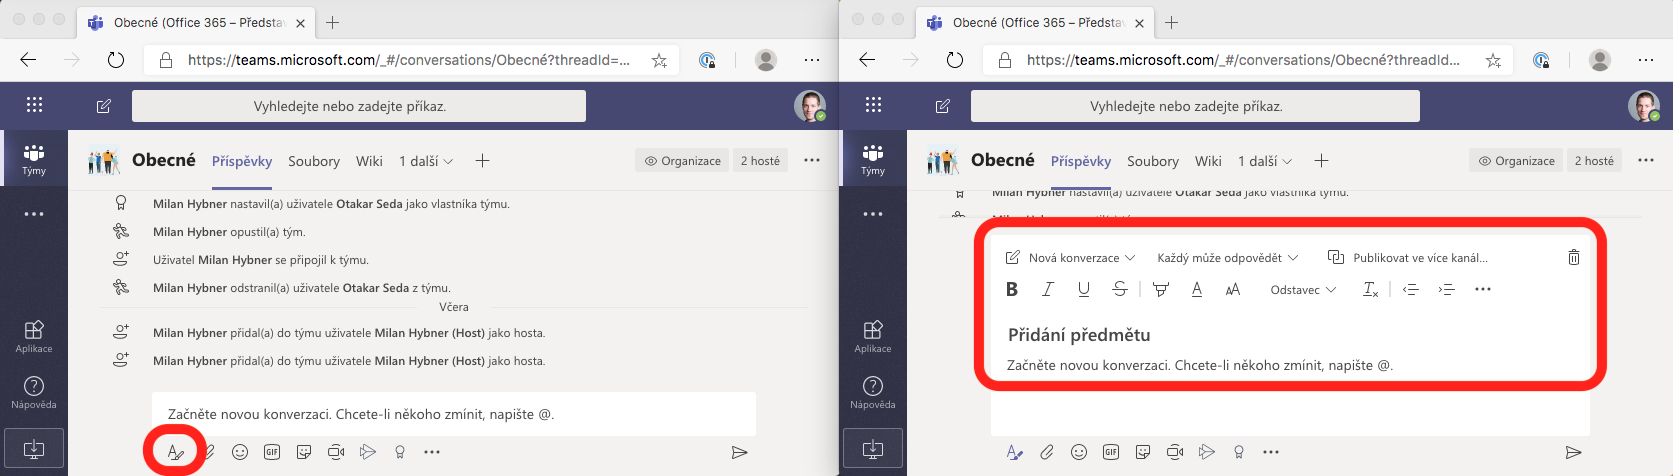 Obecné (Office 365 – Představ
https://teams.microsoft.com/_#/conversations/Obecné?threadId=...
Vyhledejte nebo zadejte příkaz.
Týmy
Obecné Příspěvky Soubory Wiki 1 další Organizace 2 hosté
Milan Hybner nastavil(a) uživatele Otakar Seda jako vlastníka týmu.
Milan Hybner opustil(a) tým.
Uživatel Milan Hybner se připojil k týmu.
Milan Hybner odstranil(a) uživatele Otakar Seda z týmu.
Včera
Milan Hybner přidal(a) do týmu uživatele Milan Hybner (Host) jako hosta.
Milan Hybner přidal(a) do týmu uživatele Milan Hybner (Host) jako hosta.
Aplikace
Nápověda
Začněte novou konverzaci. Chcete-li někoho zmínit, napište @.
GIF
Obecné (Office 365 – Představ
https://teams.microsoft.com/_#/conversations/Obecné?threadId...
Vyhledejte nebo zadejte příkaz.
Týmy
Obecné Příspěvky Soubory Wiki 1 další Organizace 2 hosté
Milan Hybner nastavil(a) uživatele Otakar Seda jako vlastníka týmu.
Nová konverzace Každý může odpovědět Publikovat ve více kanál...
B I U S A AA Odstavec Tx
Přidání předmětu
Začněte novou konverzaci. Chcete-li někoho zmínit, napište @.
Aplikace
Nápověda
GIF